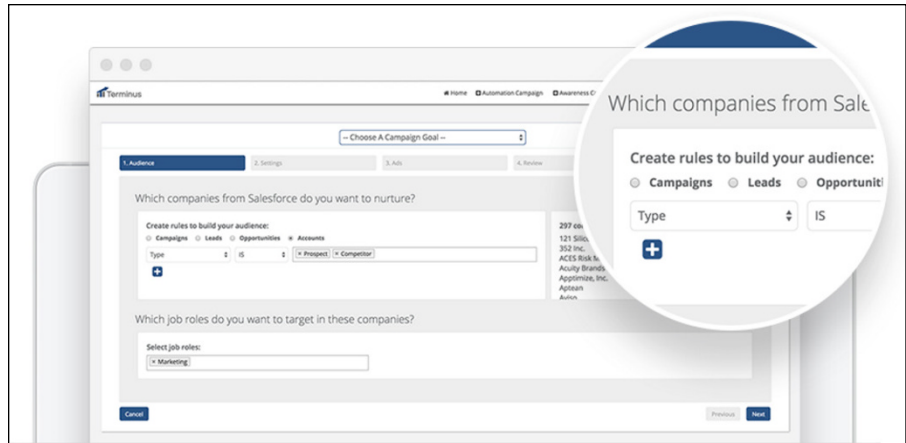 Terminus
Home Automation Campaign Awareness
-- Choose A Campaign Goal --
1. Audience 2. Settings 3. Ads 4. Review
Which companies from Salesforce do you want to nurture?
Create rules to build your audience:
Campaigns Leads Opportunities Accounts
Type IS × Prospect × Competitor
297
121
352 Inc.
ACES Risk
Acuity Brands
Apptimize, Inc.
Aptean
Aviso
Which job roles do you want to target in these companies?
Select job roles:
× Marketing
Cancel Previous Next
Which companies from Sale
Create rules to build your audience:
Campaigns Leads Opportuniti
Type IS